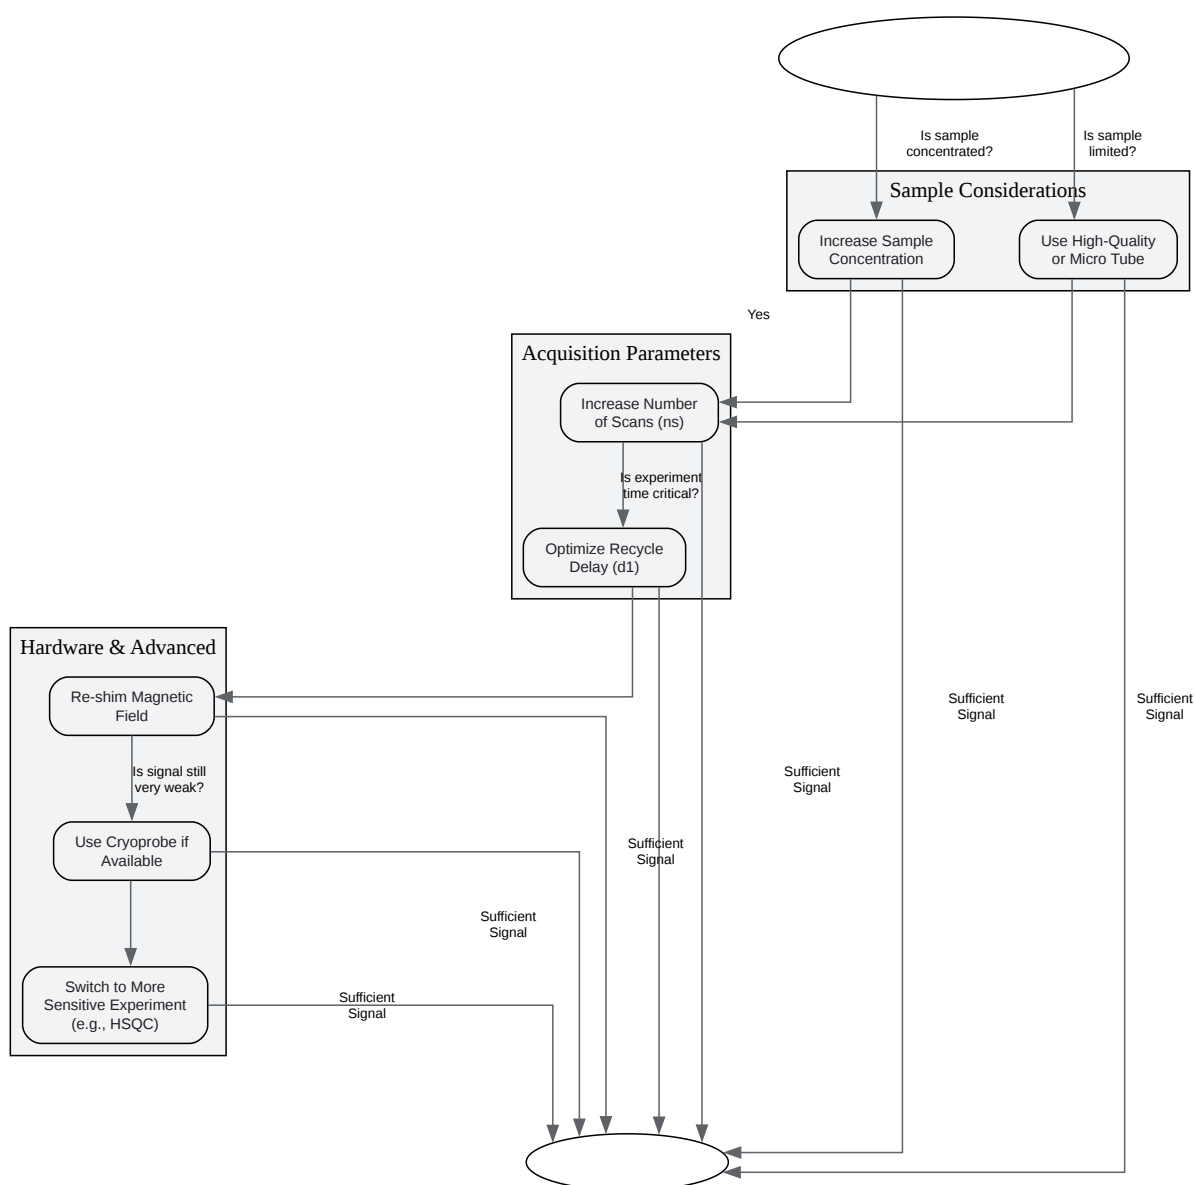 Is sample
concentrated?
Is sample
limited?
Sample Considerations
Increase Sample
Concentration
Use High-Quality
or Micro Tube
Yes
Acquisition Parameters
Increase Number
of Scans (ns)
Is experiment
time critical?
Optimize Recycle
Delay (d1)
Hardware & Advanced
Re-shim Magnetic
Field
Sufficient
Signal
Sufficient
Signal
Is signal still
very weak?
Sufficient
Signal
Use Cryoprobe if
Available
Sufficient
Signal
Sufficient
Signal
Switch to More
Sensitive Experiment
(e.g., HSQC)
Sufficient
Signal